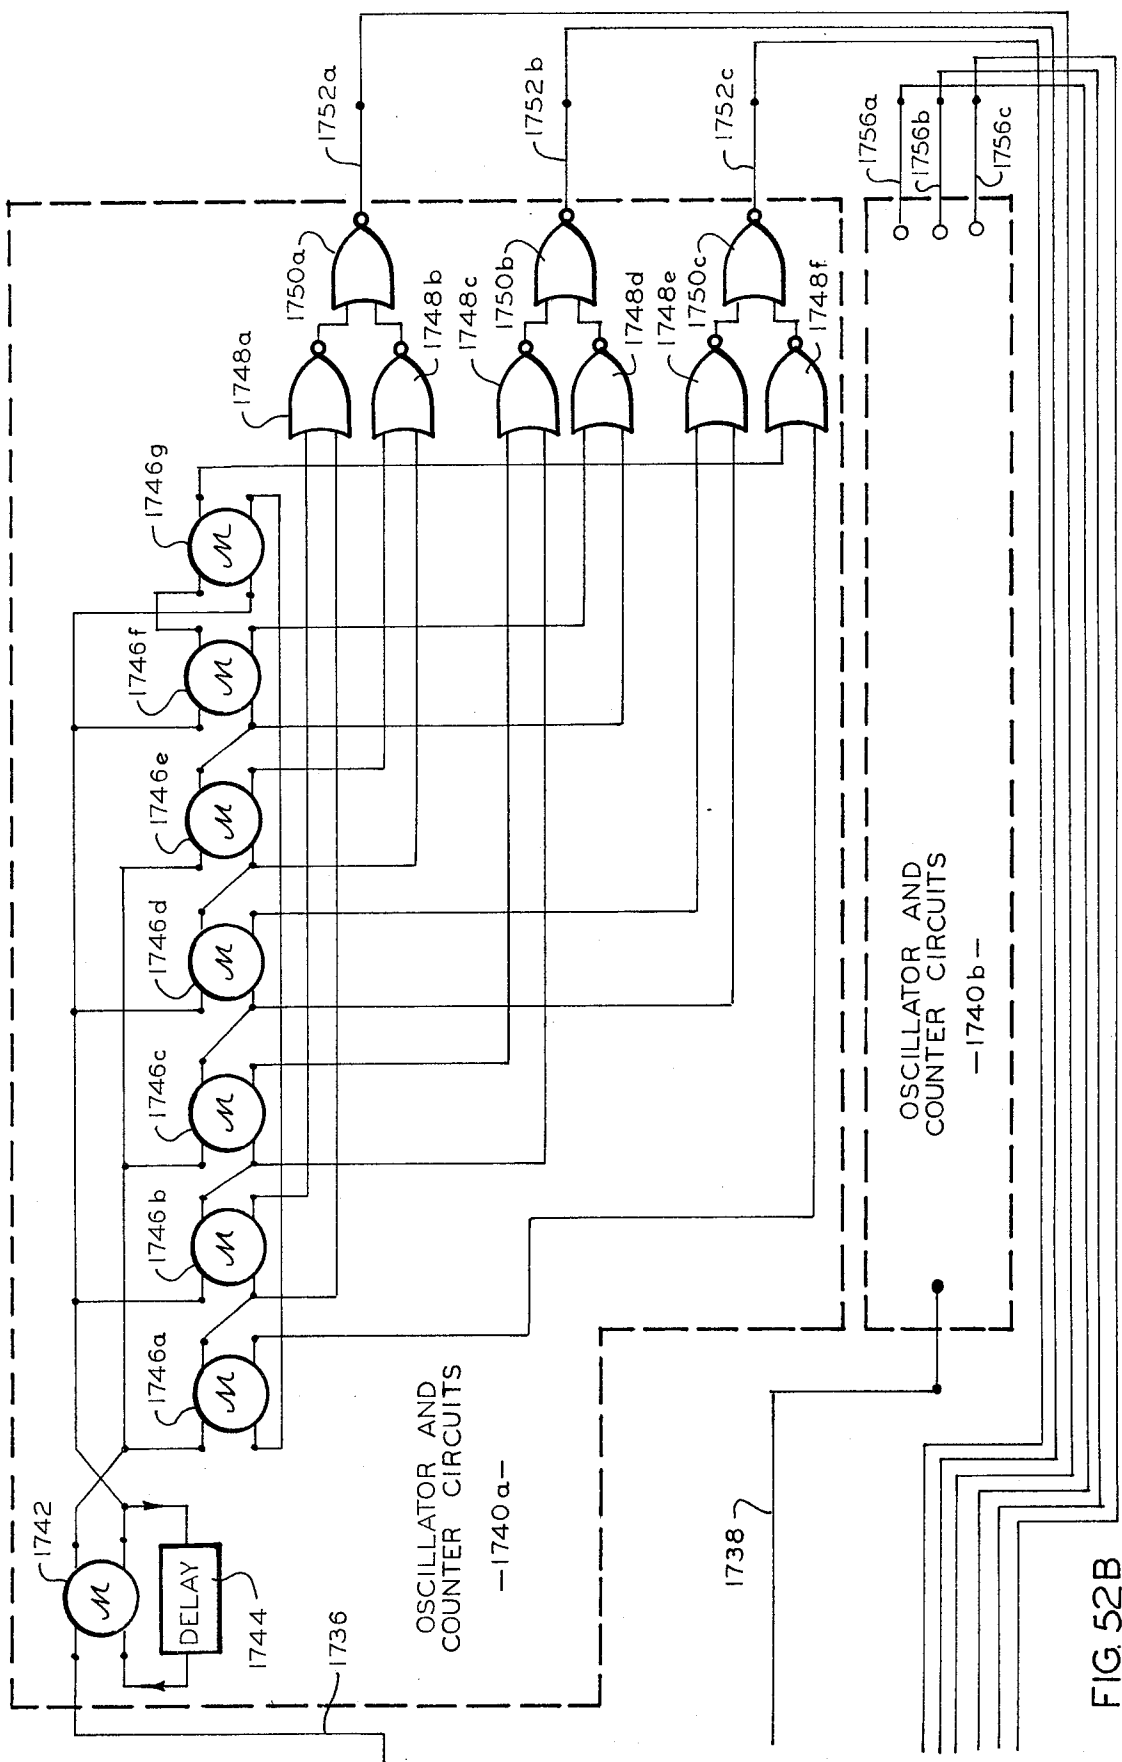 1752a
1752b
1752c
1756a
1756b
1756c
1750a
1748b
1748a
1748c
1750b
1748d
1748e
1750c
1748f
1746g
1746f
1746e
1746d
1746c
1746b
1746a
1742
DELAY
1744
1736
OSCILLATOR AND
COUNTER CIRCUITS
—1740a—
OSCILLATOR AND
COUNTER CIRCUITS
—1740b—
1738
FIG. 52B
M
M
M
M
M
M
M
M